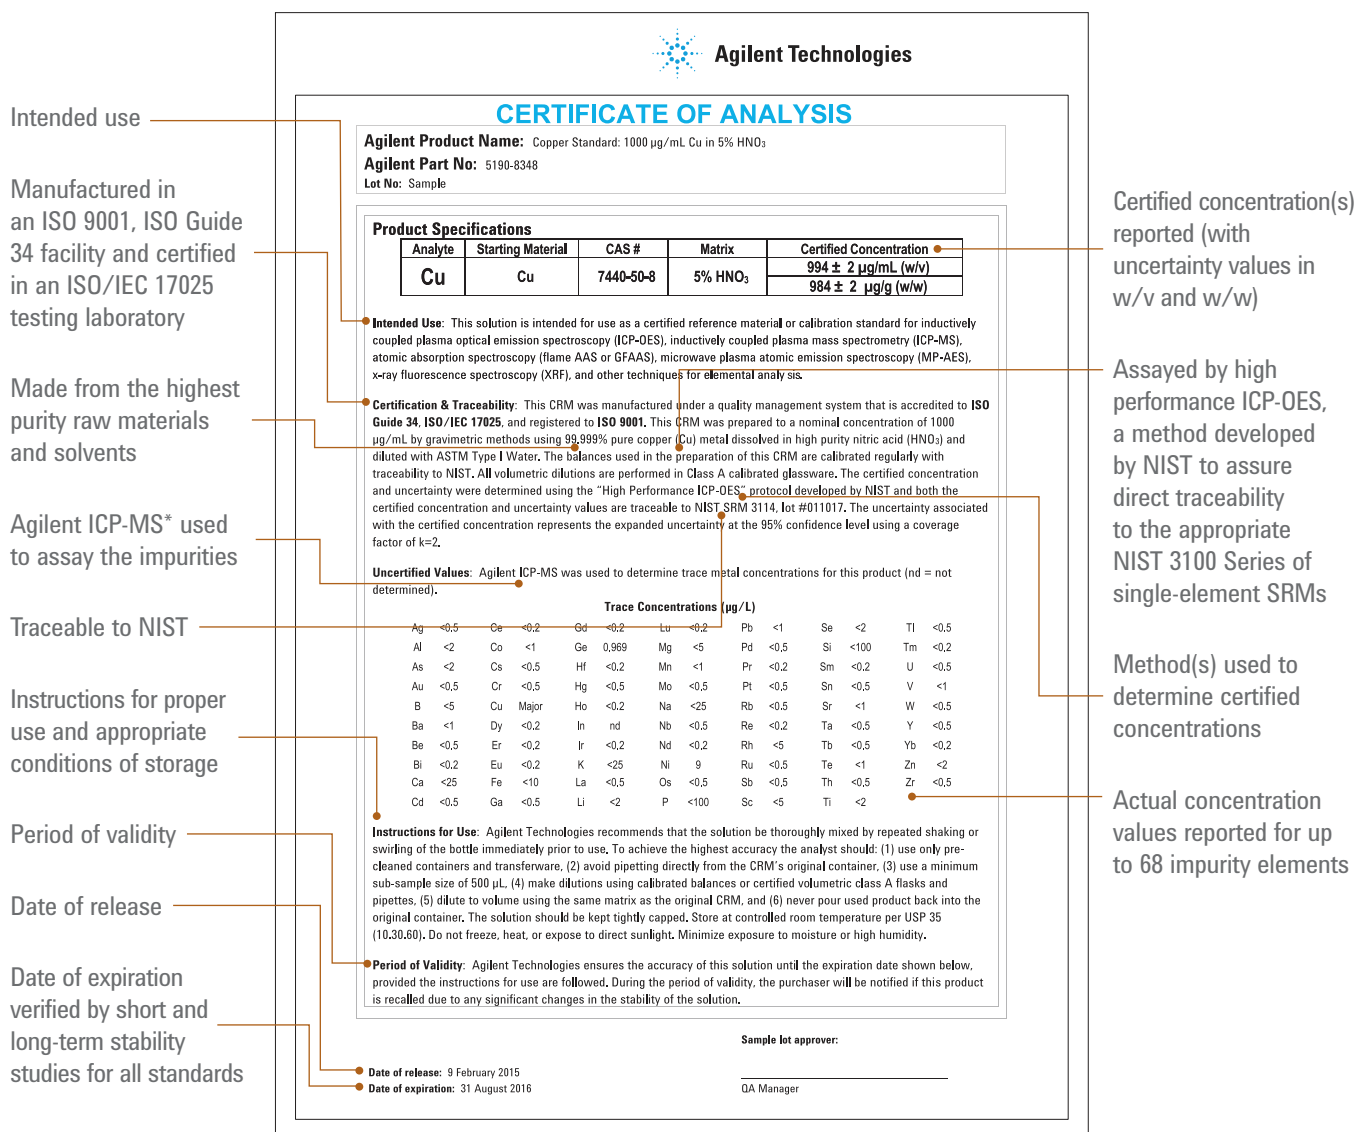 Agilent Technologies
CERTIFICATE OF ANALYSIS
Agilent Product Name: Copper Standard: 1000 µg/mL Cu in 5% HNO₃
Agilent Part No: 5190-8348
Lot No: Sample
Product Specifications
Analyte Starting Material CAS # Matrix Certified Concentration
Cu Cu 7440-50-8 5% HNO₃ 994 ± 2 µg/mL (w/v)
984 ± 2 µg/g (w/w)
Intended Use: This solution is intended for use as a certified reference material or calibration standard for inductively
coupled plasma optical emission spectroscopy (ICP-OES), inductively coupled plasma mass spectrometry (ICP-MS),
atomic absorption spectroscopy (flame AAS or GFAAS), microwave plasma atomic emission spectroscopy (MP-AES),
x-ray fluorescence spectroscopy (XRF), and other techniques for elemental analysis.
Certification & Traceability: This CRM was manufactured under a quality management system that is accredited to ISO
Guide 34, ISO/IEC 17025, and registered to ISO 9001. This CRM was prepared to a nominal concentration of 1000
µg/mL by gravimetric methods using 99.999% pure copper (Cu) metal dissolved in high purity nitric acid (HNO₃) and
diluted with ASTM Type I Water. The balances used in the preparation of this CRM are calibrated regularly with
traceability to NIST. All volumetric dilutions are performed in Class A calibrated glassware. The certified concentration
and uncertainty were determined using the “High Performance ICP-OES” protocol developed by NIST and both the
certified concentration and uncertainty values are traceable to NIST SRM 3114, lot #011017. The uncertainty associated
with the certified concentration represents the expanded uncertainty at the 95% confidence level using a coverage
factor of k=2.
Uncertified Values: Agilent ICP-MS was used to determine trace metal concentrations for this product (nd = not
determined).
Trace Concentrations (µg/L)
Ag <0.5 Ce <0.2 Gd <0.2 Lu <0.2 Pb <1 Se <2 Tl <0.5
Al <2 Co <1 Ge 0.969 Mg <5 Pd <0.5 Si <100 Tm <0.2
As <2 Cs <0.5 Hf <0.2 Mn <1 Pr <0.2 Sm <0.2 U <0.5
Au <0.5 Cr <0.5 Hg <0.5 Mo <0.5 Pt <0.5 Sn <0.5 V <1
B <5 Cu Major Ho <0.2 Na <25 Rb <0.5 Sr <1 W <0.5
Ba <1 Dy <0.2 In nd Nb <0.5 Re <0.2 Ta <0.5 Y <0.5
Be <0.5 Er <0.2 Ir <0.2 Nd <0.2 Rh <5 Tb <0.5 Yb <0.2
Bi <0.2 Eu <0.2 K <25 Ni 9 Ru <0.5 Te <1 Zn <2
Ca <25 Fe <10 La <0.5 Os <0.5 Sb <0.5 Th <0.5 Zr <0.5
Cd <0.5 Ga <0.5 Li <2 P <100 Sc <5 Ti <2
Instructions for Use: Agilent Technologies recommends that the solution be thoroughly mixed by repeated shaking or
swirling of the bottle immediately prior to use. To achieve the highest accuracy the analyst should: (1) use only pre-
cleaned containers and transferware, (2) avoid pipetting directly from the CRM's original container, (3) use a minimum
sub-sample size of 500 µL, (4) make dilutions using calibrated balances or certified volumetric class A flasks and
pipettes, (5) dilute to volume using the same matrix as the original CRM, and (6) never pour used product back into the
original container. The solution should be kept tightly capped. Store at controlled room temperature per USP 35
(10.30.60). Do not freeze, heat, or expose to direct sunlight. Minimize exposure to moisture or high humidity.
Period of Validity: Agilent Technologies ensures the accuracy of this solution until the expiration date shown below,
provided the instructions for use are followed. During the period of validity, the purchaser will be notified if this product
is recalled due to any significant changes in the stability of the solution.
Sample lot approver:
Date of release: 9 February 2015
Date of expiration: 31 August 2016
QA Manager
Intended use
Manufactured in
an ISO 9001, ISO Guide
34 facility and certified
in an ISO/IEC 17025
testing laboratory
Made from the highest
purity raw materials
and solvents
Agilent ICP-MS* used
to assay the impurities
Traceable to NIST
Instructions for proper
use and appropriate
conditions of storage
Period of validity
Date of release
Date of expiration
verified by short and
long-term stability
studies for all standards
Certified concentration(s)
reported (with
uncertainty values in
w/v and w/w)
Assayed by high
performance ICP-OES,
a method developed
by NIST to assure
direct traceability
to the appropriate
NIST 3100 Series of
single-element SRMs
Method(s) used to
determine certified
concentrations
Actual concentration
values reported for up
to 68 impurity elements